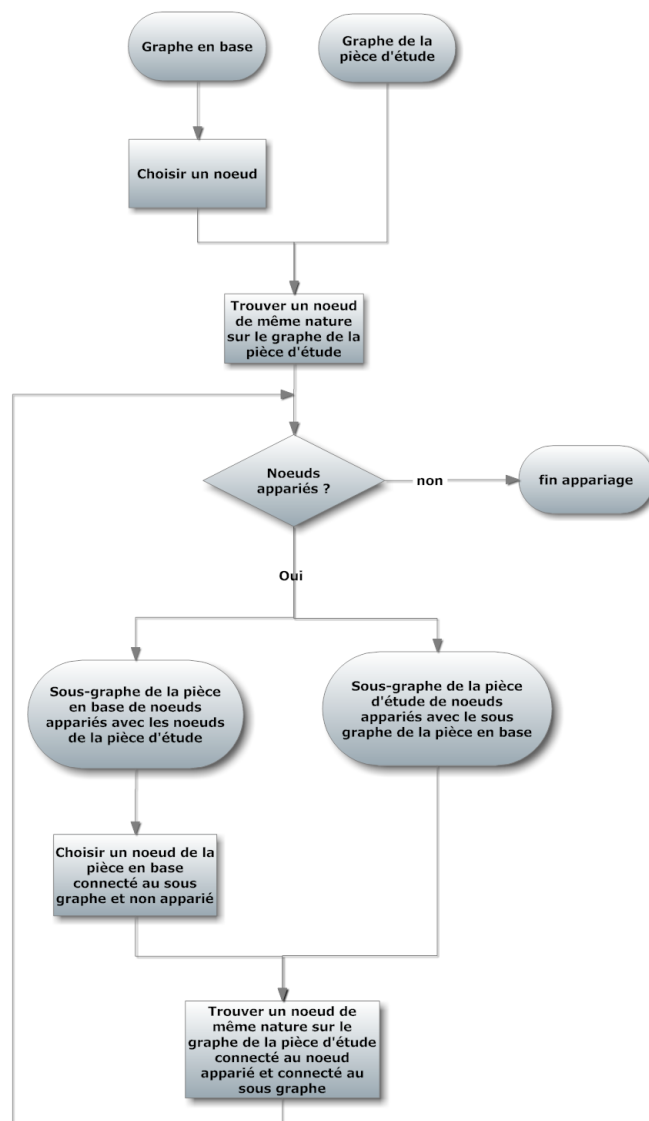 Graphe en base
Graphe de la
pièce d'étude
Choisir un noeud
Trouver un noeud
de même nature
sur le graphe de la
pièce d'étude
Noeuds
appariés ?
non
fin appariage
Oui
Sous-graphe de la pièce
en base de noeuds
appariés avec les noeuds
de la pièce d'étude
Sous-graphe de la pièce
d'étude de noeuds
appariés avec le sous
graphe de la pièce en base
Choisir un noeud de la
pièce en base
connecté au sous
graphe et non apparié
Trouver un noeud de
même nature sur le
graphe de la pièce d'étude
connecté au noeud
apparié et connecté au
sous graphe